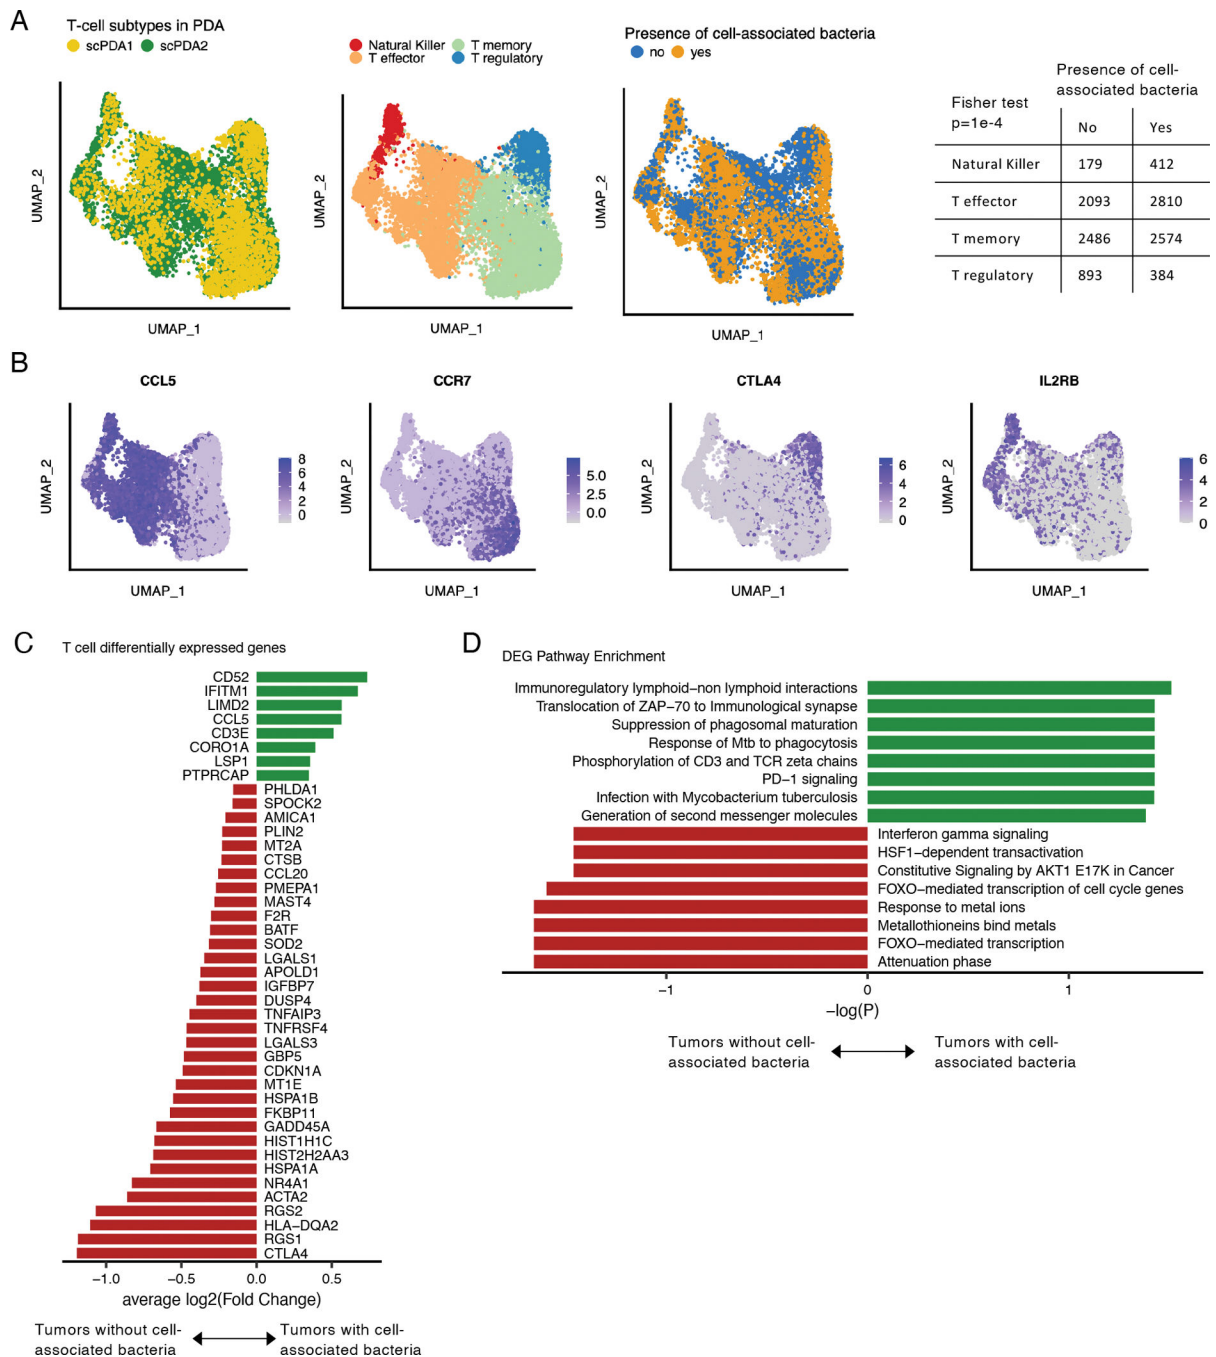 A
T-cell subtypes in PDA
scPDA1 scPDA2
UMAP_2
UMAP_1
Natural Killer T memory
T effector T regulatory
UMAP_2
UMAP_1
Presence of cell-associated bacteria
no yes
UMAP_2
UMAP_1
Fisher test
p=1e-4
Presence of cell-
associated bacteria
No Yes
Natural Killer 179 412
T effector 2093 2810
T memory 2486 2574
T regulatory 893 384
B
CCL5
UMAP_2
UMAP_1
8
6
4
2
0
CCR7
UMAP_2
UMAP_1
5.0
2.5
0.0
CTLA4
UMAP_2
UMAP_1
6
4
2
0
IL2RB
UMAP_2
UMAP_1
6
4
2
0
C
T cell differentially expressed genes
CD52
IFITM1
LIMD2
CCL5
CD3E
CORO1A
LSP1
PTPRCAP
PHLDA1
SPOCK2
AMICA1
PLIN2
MT2A
CTSB
CCL20
PMEPA1
MAST4
F2R
BATF
SOD2
LGALS1
APOLD1
IGFBP7
DUSP4
TNFAIP3
TNFRSF4
LGALS3
GBP5
CDKN1A
MT1E
HSPA1B
FKBP11
GADD45A
HIST1H1C
HIST2H2AA3
HSPA1A
NR4A1
ACTA2
RGS2
HLA−DQA2
RGS1
CTLA4
−1.0 −0.5 0.0 0.5
average log2(Fold Change)
Tumors without cell-
associated bacteria
Tumors with cell-
associated bacteria
D
DEG Pathway Enrichment
Immunoregulatory lymphoid−non lymphoid interactions
Translocation of ZAP−70 to Immunological synapse
Suppression of phagosomal maturation
Response of Mtb to phagocytosis
Phosphorylation of CD3 and TCR zeta chains
PD−1 signaling
Infection with Mycobacterium tuberculosis
Generation of second messenger molecules
Interferon gamma signaling
HSF1−dependent transactivation
Constitutive Signaling by AKT1 E17K in Cancer
FOXO−mediated transcription of cell cycle genes
Response to metal ions
Metallothioneins bind metals
FOXO−mediated transcription
Attenuation phase
−1 0 1
−log(P)
Tumors without cell-
associated bacteria
Tumors with cell-
associated bacteria